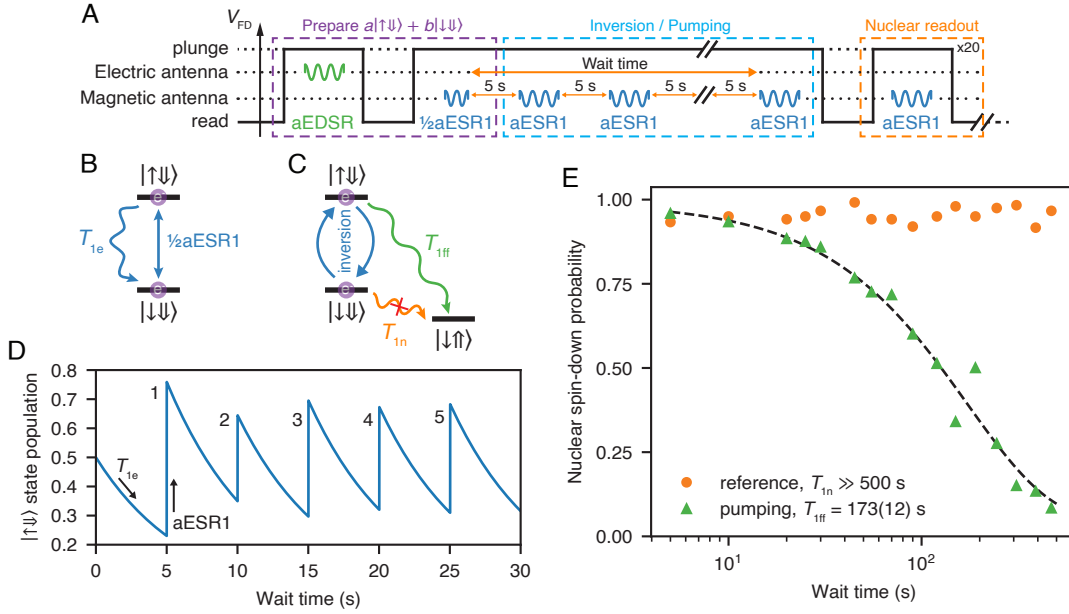 A
V_FD
Prepare a|↑⇓⟩ + b|↓⇓⟩
Inversion / Pumping
Nuclear readout
plunge
x20
Electric antenna
Wait time
Magnetic antenna
5 s
5 s
5 s
5 s
read
aEDSR
½aESR1
aESR1
aESR1
aESR1
aESR1
B
|↑⇓⟩
e
T1e
½aESR1
e
|↓⇓⟩
C
|↑⇓⟩
e
inversion
T1ff
e
|↓⇓⟩
T1n
|↓⇑⟩
D
|↑⇓⟩ state population
0.8
0.7
0.6
0.5
0.4
0.3
0.2
T1e
aESR1
1
2
3
4
5
0
5
10
15
20
25
30
Wait time (s)
E
Nuclear spin-down probability
1.00
0.75
0.50
0.25
0.00
reference, T1n ≫ 500 s
pumping, T1ff = 173(12) s
10¹
10²
Wait time (s)